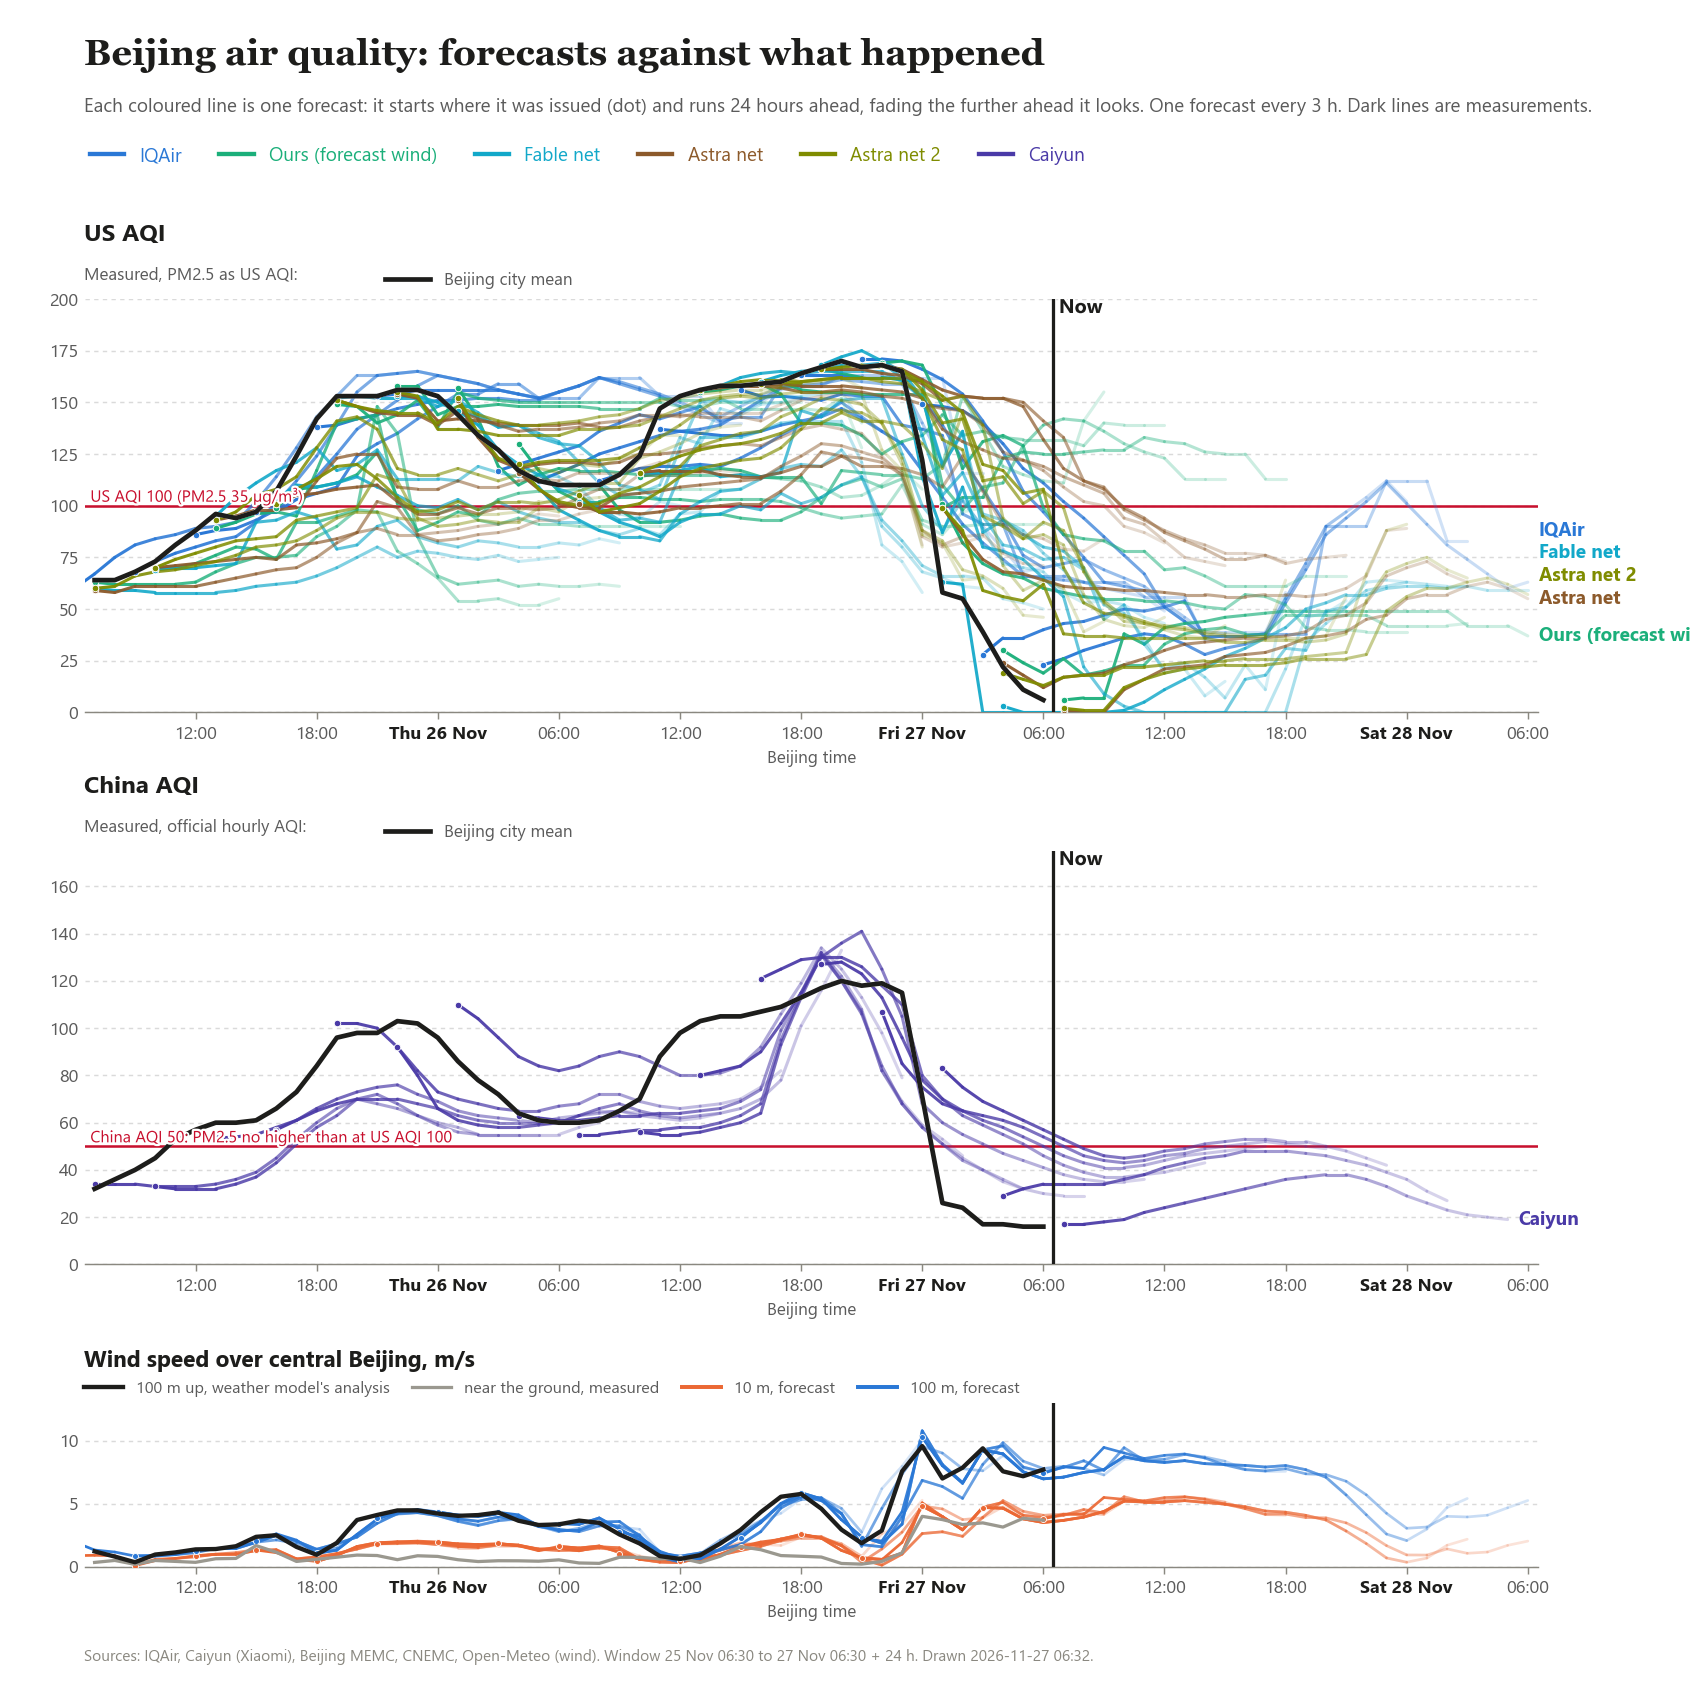 Beijing air quality: forecasts against what happened
Each coloured line is one forecast: it starts where it was issued (dot) and runs 24 hours ahead, fading the further ahead it looks. One forecast every 3 h. Dark lines are measurements.
IQAir Ours (forecast wind) Fable net Astra net Astra net 2 Caiyun
US AQI
Measured, PM2.5 as US AQI: Beijing city mean
200
Now
175
150
125
US AQI 100 (PM2.5 35 µg/m³)
100
IQAir
Fable net
75
Astra net 2
Astra net
50
Ours (forecast wi
25
0
12:00 18:00 Thu 26 Nov 06:00 12:00 18:00 Fri 27 Nov 06:00 12:00 18:00 Sat 28 Nov 06:00
Beijing time
China AQI
Measured, official hourly AQI: Beijing city mean
Now
160
140
120
100
80
60
China AQI 50: PM2.5 no higher than at US AQI 100
40
20
Caiyun
0
12:00 18:00 Thu 26 Nov 06:00 12:00 18:00 Fri 27 Nov 06:00 12:00 18:00 Sat 28 Nov 06:00
Beijing time
Wind speed over central Beijing, m/s
100 m up, weather model's analysis near the ground, measured 10 m, forecast 100 m, forecast
10
5
0
12:00 18:00 Thu 26 Nov 06:00 12:00 18:00 Fri 27 Nov 06:00 12:00 18:00 Sat 28 Nov 06:00
Beijing time
Sources: IQAir, Caiyun (Xiaomi), Beijing MEMC, CNEMC, Open-Meteo (wind). Window 25 Nov 06:30 to 27 Nov 06:30 + 24 h. Drawn 2026-11-27 06:32.